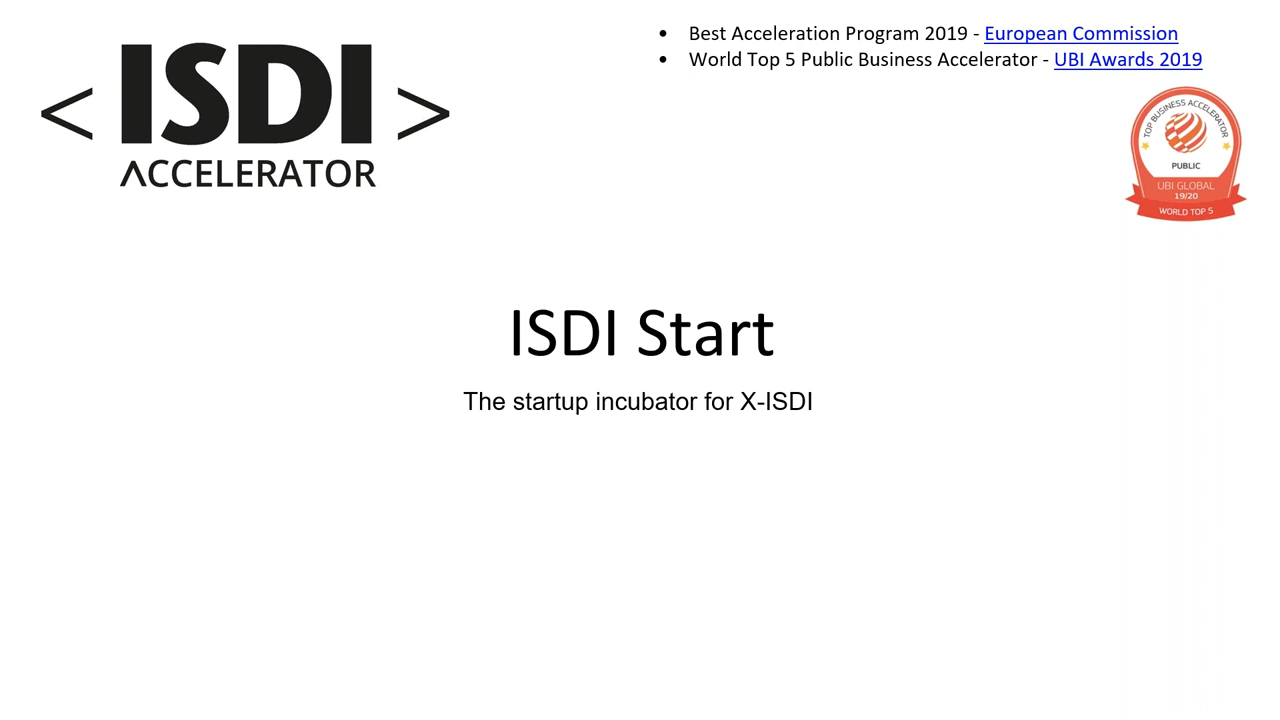 < ISDI >
ACCELERATOR
• Best Acceleration Program 2019 - European Commission
• World Top 5 Public Business Accelerator - UBI Awards 2019
TOP BUSINESS ACCELERATOR
PUBLIC
UBI GLOBAL
19/20
WORLD TOP 5
ISDI Start
The startup incubator for X-ISDI